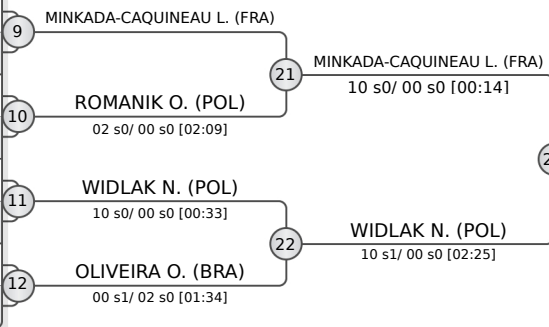 9
MINKADA-CAQUINEAU L. (FRA)
21
MINKADA-CAQUINEAU L. (FRA)
10 s0/ 00 s0 [00:14]
10
ROMANIK O. (POL)
02 s0/ 00 s0 [02:09]
11
WIDLAK N. (POL)
10 s0/ 00 s0 [00:33]
22
WIDLAK N. (POL)
10 s1/ 00 s0 [02:25]
12
OLIVEIRA O. (BRA)
00 s1/ 02 s0 [01:34]